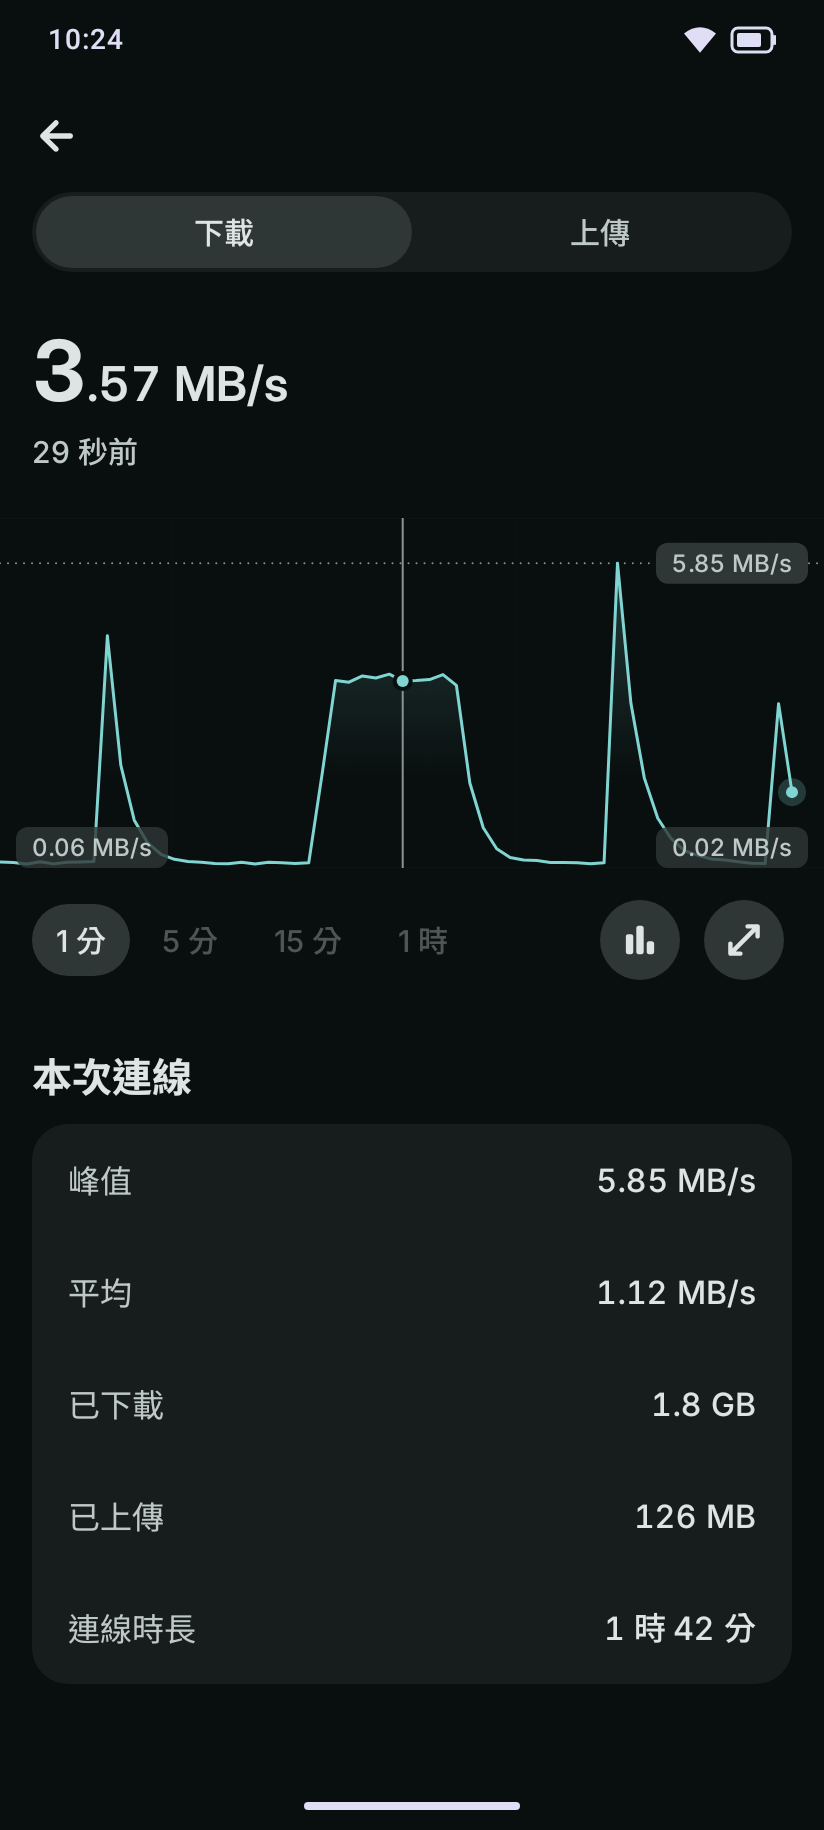 10:24
下載
上傳
3.57 MB/s
29 秒前
5.85 MB/s
0.06 MB/s
0.02 MB/s
1 分
5 分
15 分
1 時
本次連線
峰值
5.85 MB/s
平均
1.12 MB/s
已下載
1.8 GB
已上傳
126 MB
連線時長
1 時 42 分